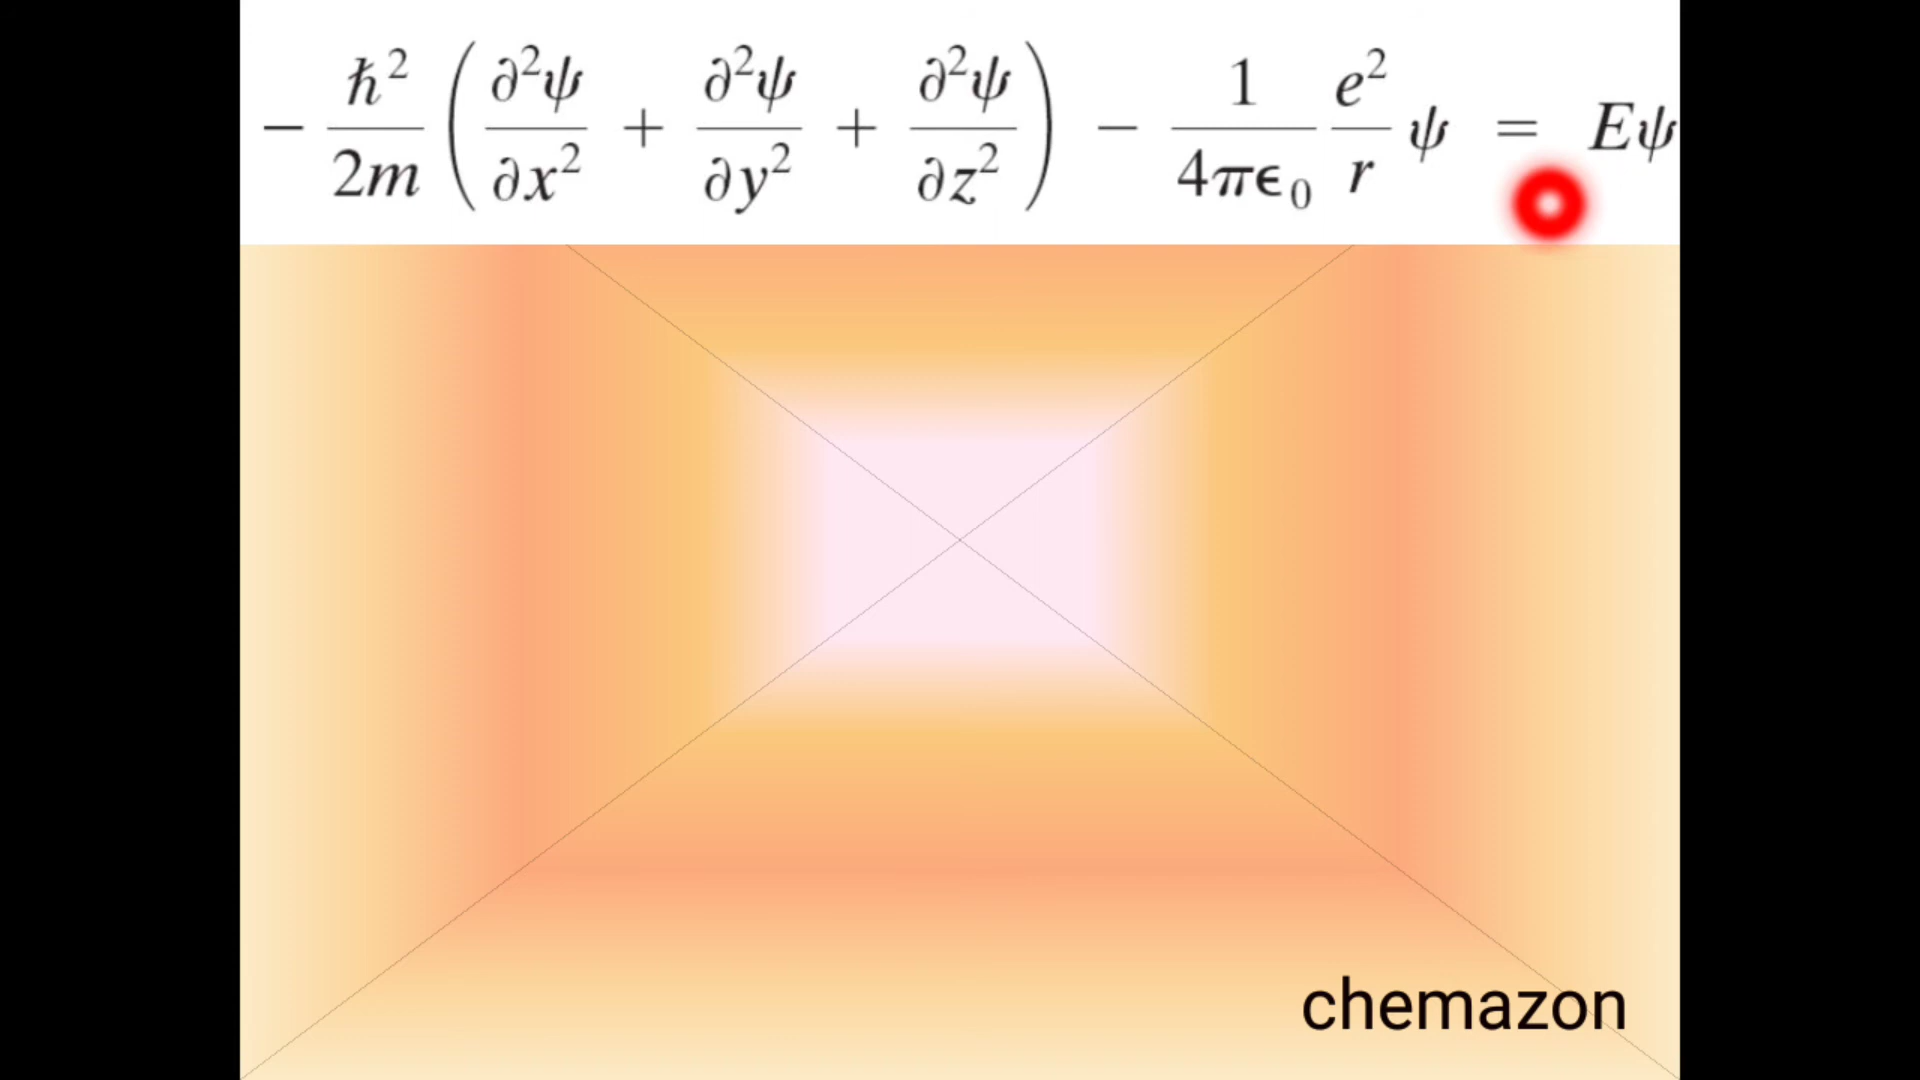 − ℏ²/2m (∂²ψ/∂x² + ∂²ψ/∂y² + ∂²ψ/∂z²) − 1/4πϵ₀ e²/r ψ = Eψ
chemazon